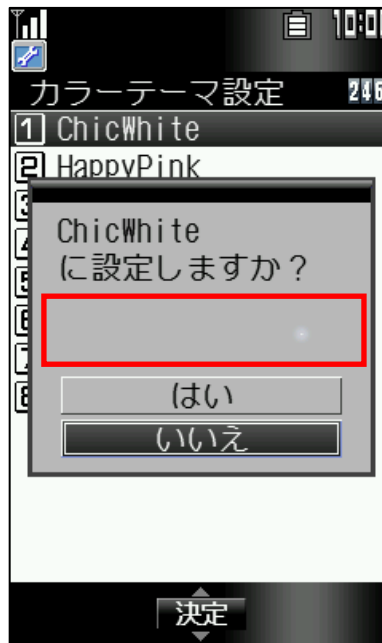 10:0
カラーテーマ設定 246
1 ChicWhite
2 HappyPink
ChicWhite
に設定しますか？
はい
いいえ
決定